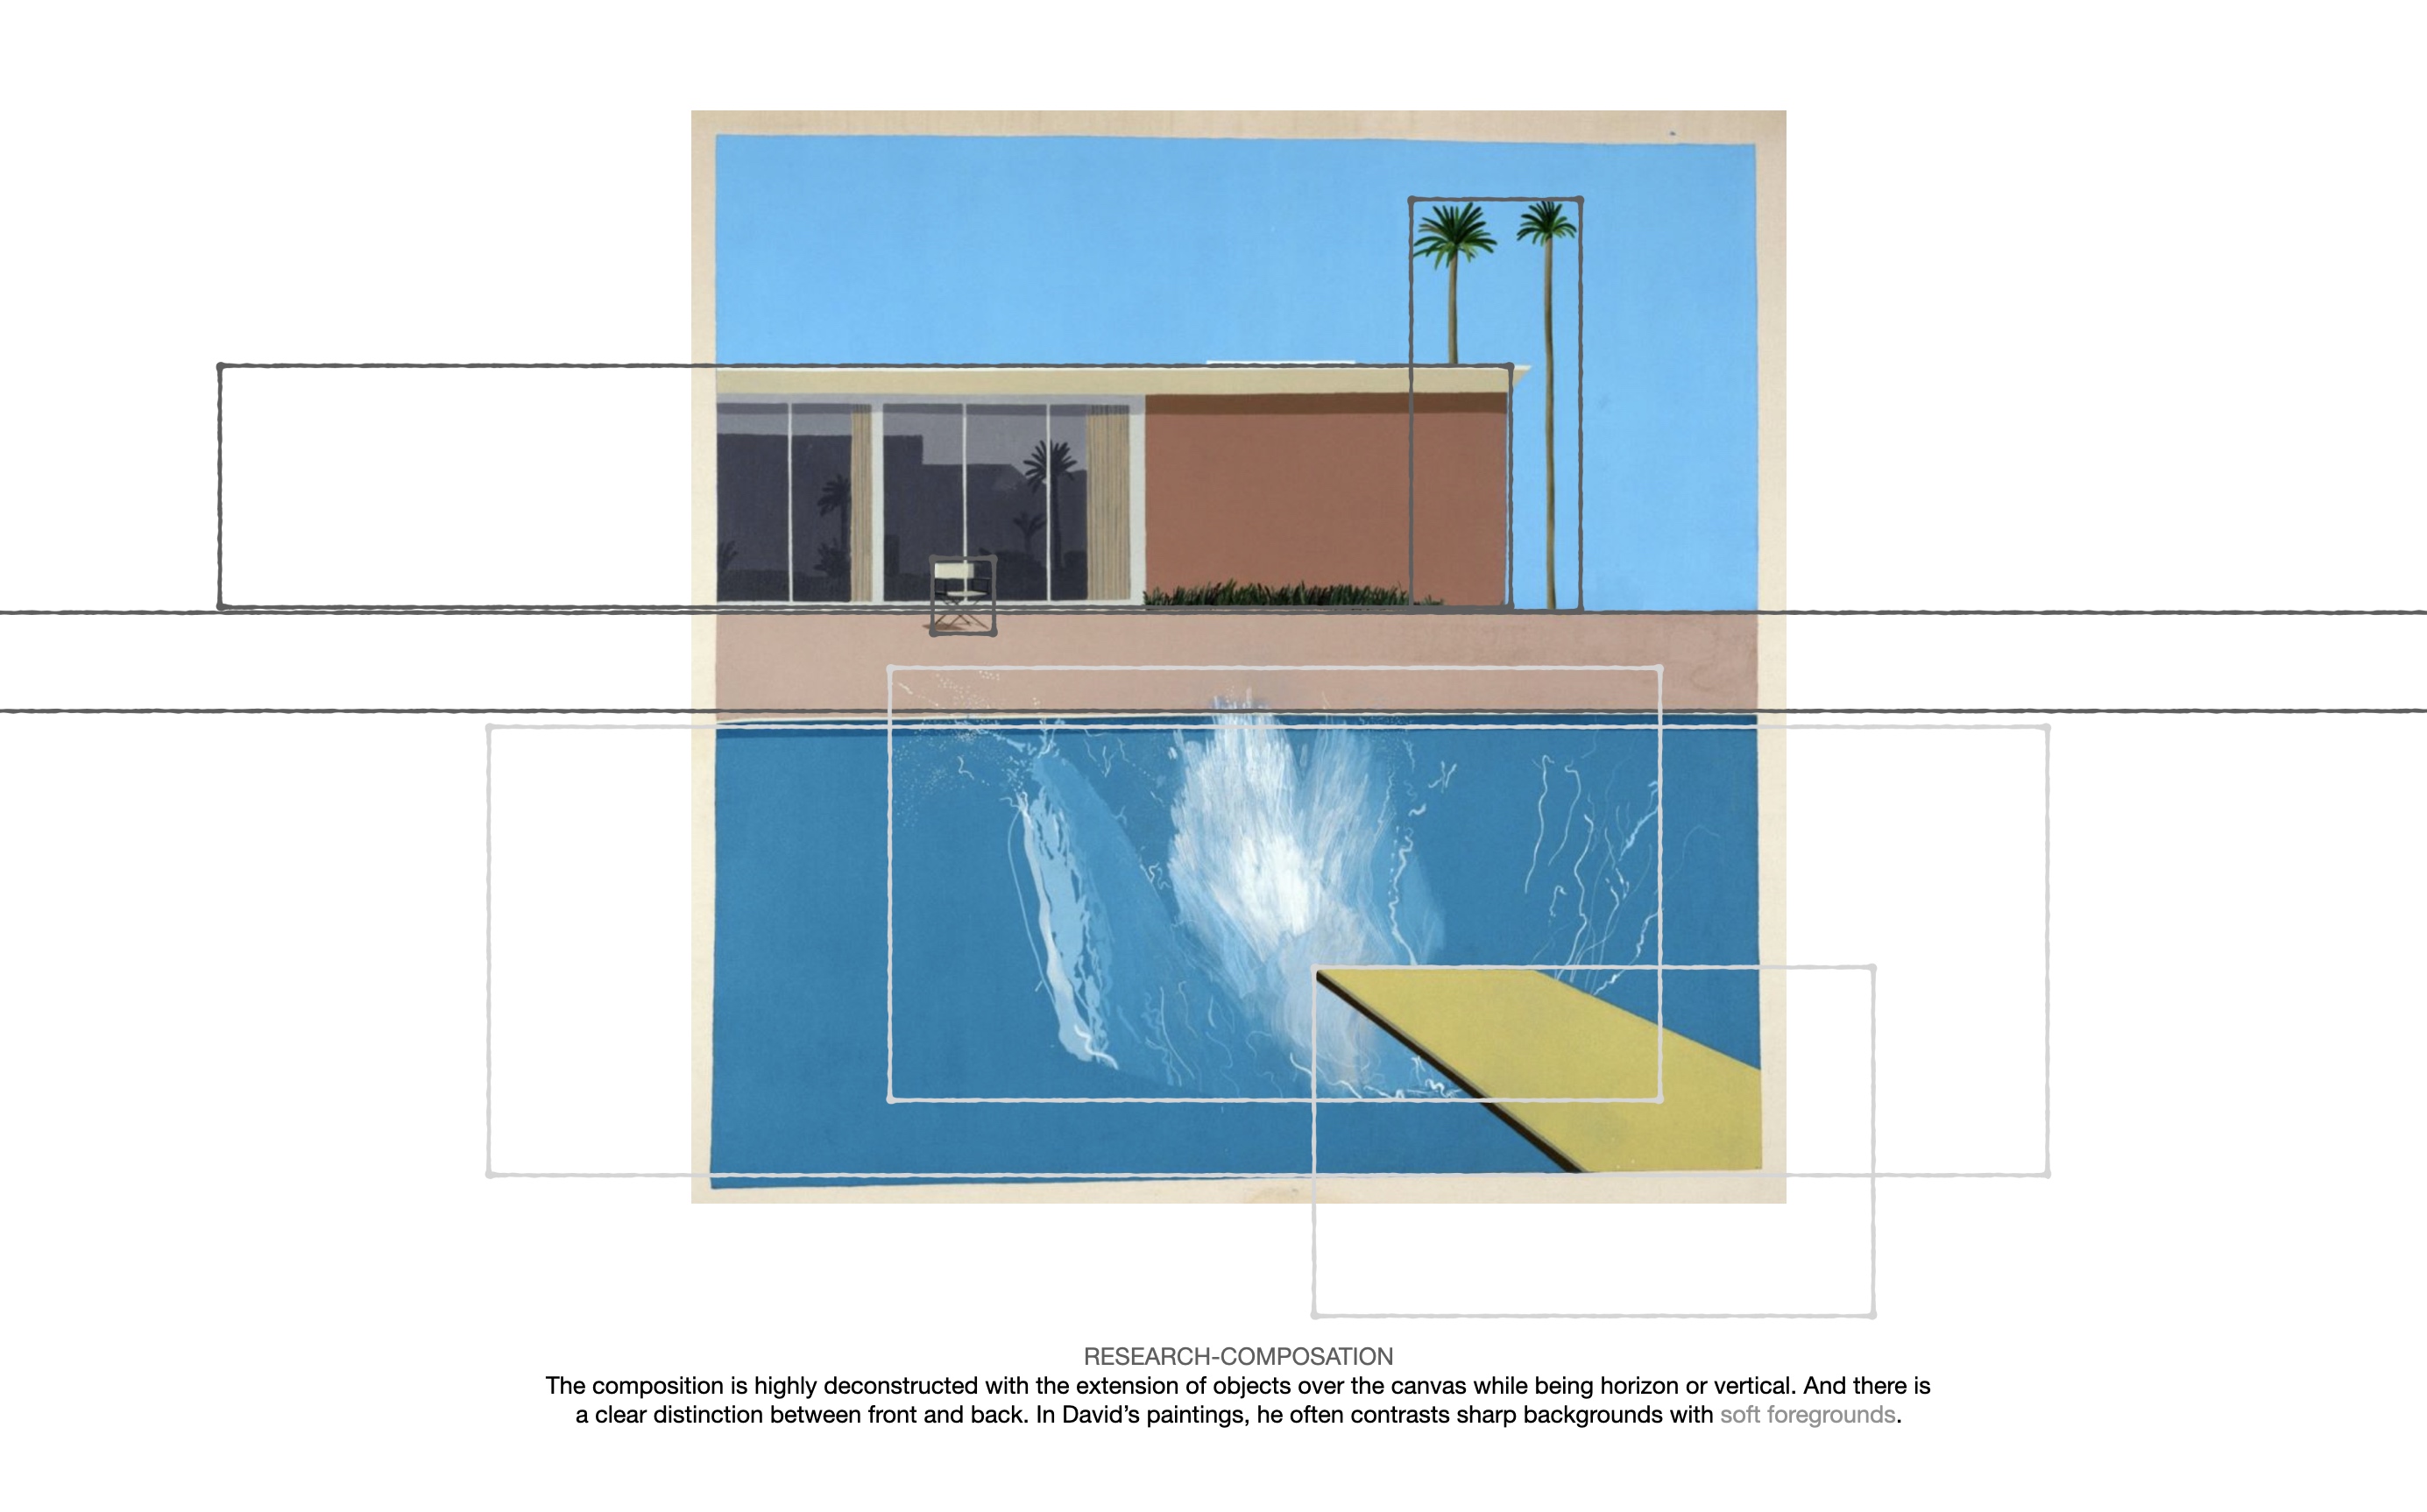 RESEARCH-COMPOSATION
The composition is highly deconstructed with the extension of objects over the canvas while being horizon or vertical. And there is
a clear distinction between front and back. In David’s paintings, he often contrasts sharp backgrounds with soft foregrounds.